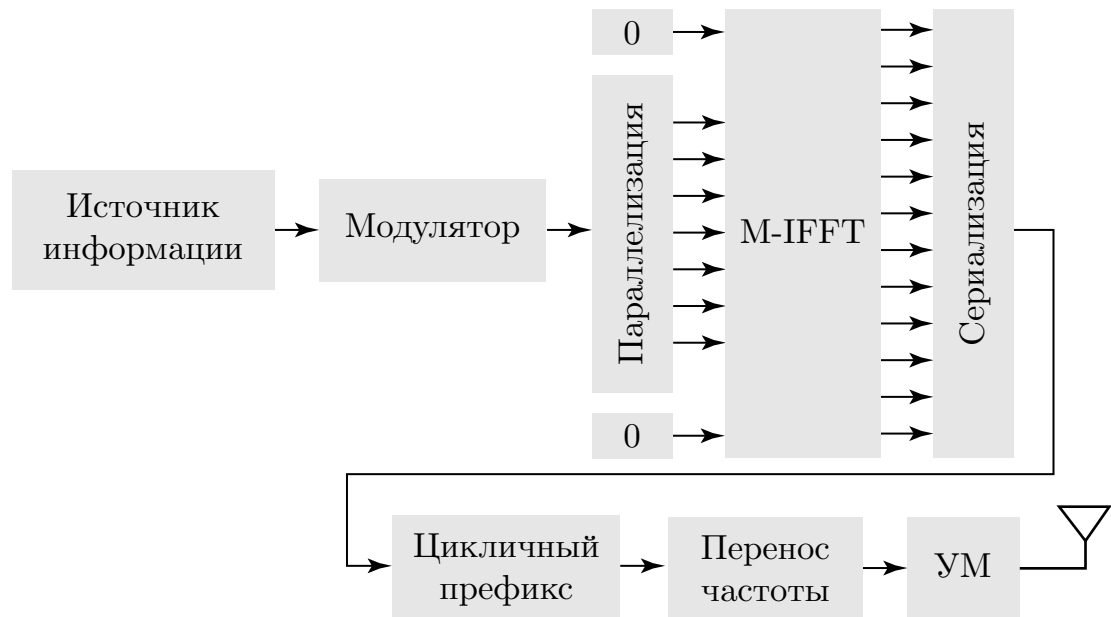 0
Параллелизация
Источник
информации
Модулятор
M-IFFT
Сериализация
0
Цикличный
префикс
Перенос
частоты
УМ